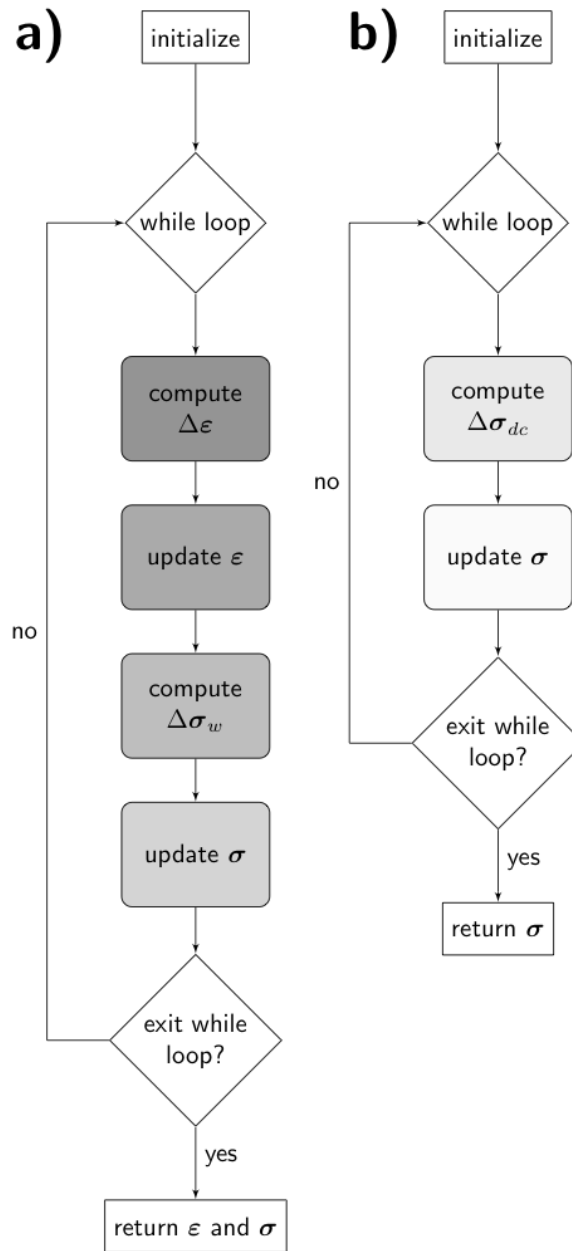 a)
initialize
while loop
compute
Δε
update ε
compute
Δσ_w
update σ
exit while
loop?
no
yes
return ε and σ
b)
initialize
while loop
compute
Δσ_dc
update σ
exit while
loop?
no
yes
return σ